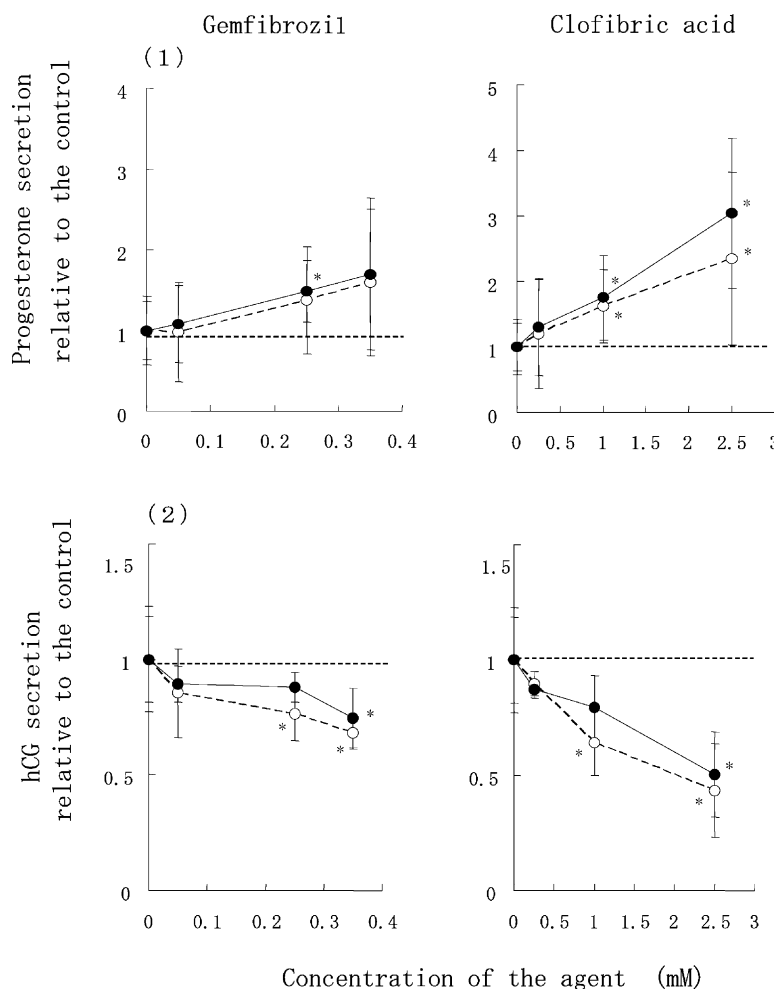 Gemfibrozil
Clofibric acid
(1)
Progesterone secretion
relative to the control
4
3
2
1
0
0 0.1 0.2 0.3 0.4
5
4
3
2
1
0
0 0.5 1 1.5 2 2.5 3
*
*
*
*
*
(2)
hCG secretion
relative to the control
1.5
1
0.5
0
0 0.1 0.2 0.3 0.4
1.5
1
0.5
0
0 0.5 1 1.5 2 2.5 3
*
*
*
*
*
*
Concentration of the agent (mM)